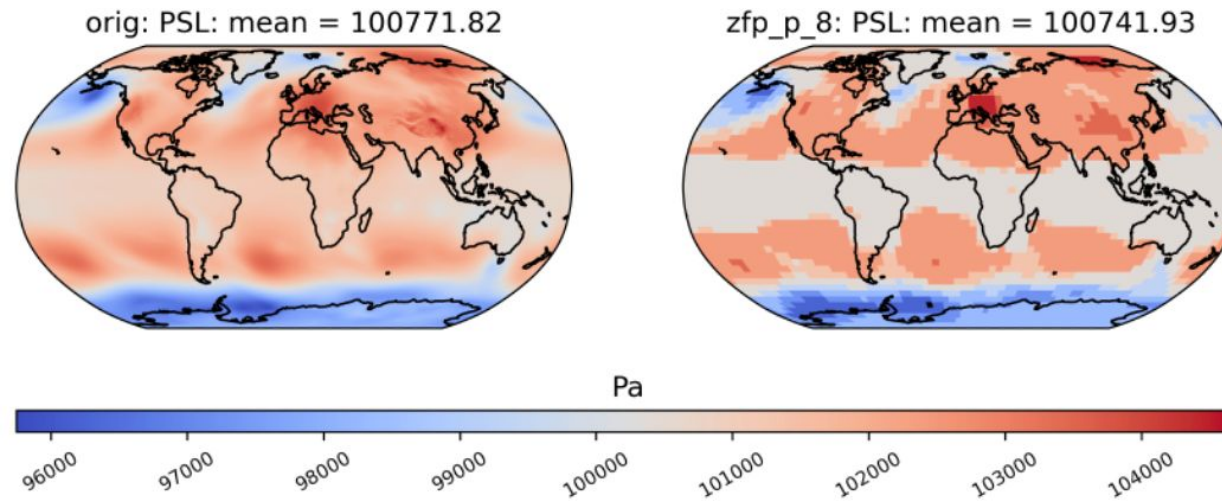 orig: PSL: mean = 100771.82
zfp_p_8: PSL: mean = 100741.93
Pa
96000 97000 98000 99000 100000 101000 102000 103000 104000